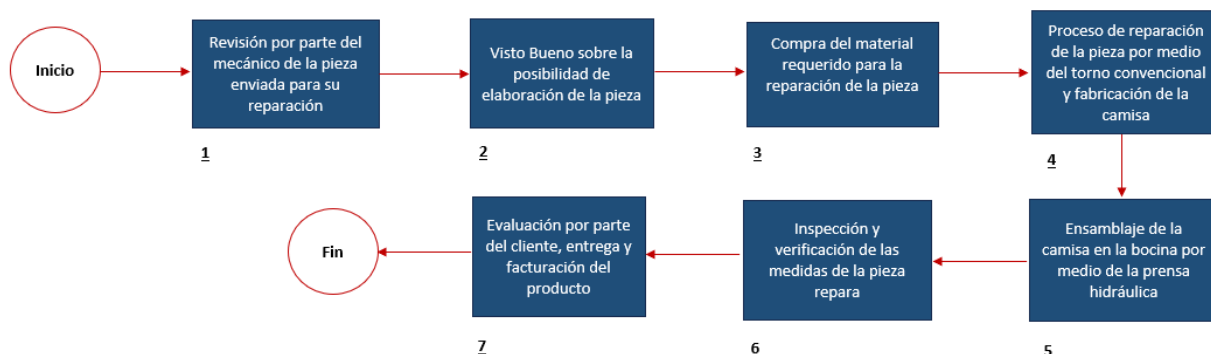 Inicio
Revisión por parte del
mecánico de la pieza
enviada para su
reparación
1
Visto Bueno sobre la
posibilidad de
elaboración de la pieza
2
Compra del material
requerido para la
reparación de la pieza
3
Proceso de reparación
de la pieza por medio
del torno convencional
y fabricación de la
camisa
4
Ensamblaje de la
camisa en la bocina por
medio de la prensa
hidráulica
5
Inspección y
verificación de las
medidas de la pieza
repara
6
Evaluación por parte
del cliente, entrega y
facturación del
producto
7
Fin